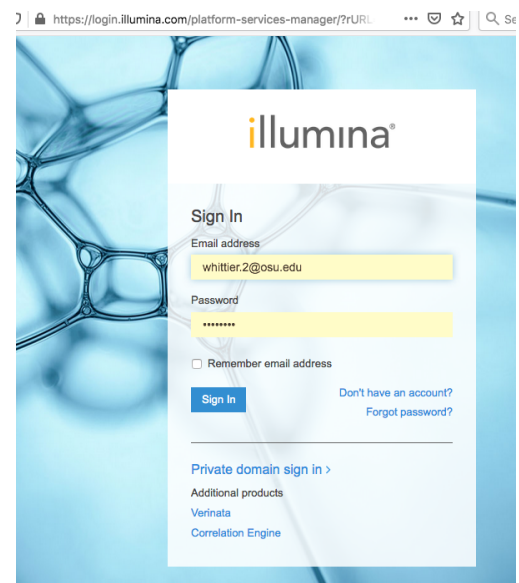 https://login.illumina.com/platform-services-manager/?rURL
illumina®
Sign In
Email address
whittier.2@osu.edu
Password
••••••••
Remember email address
Sign In
Don't have an account?
Forgot password?
Private domain sign in >
Additional products
Verinata
Correlation Engine